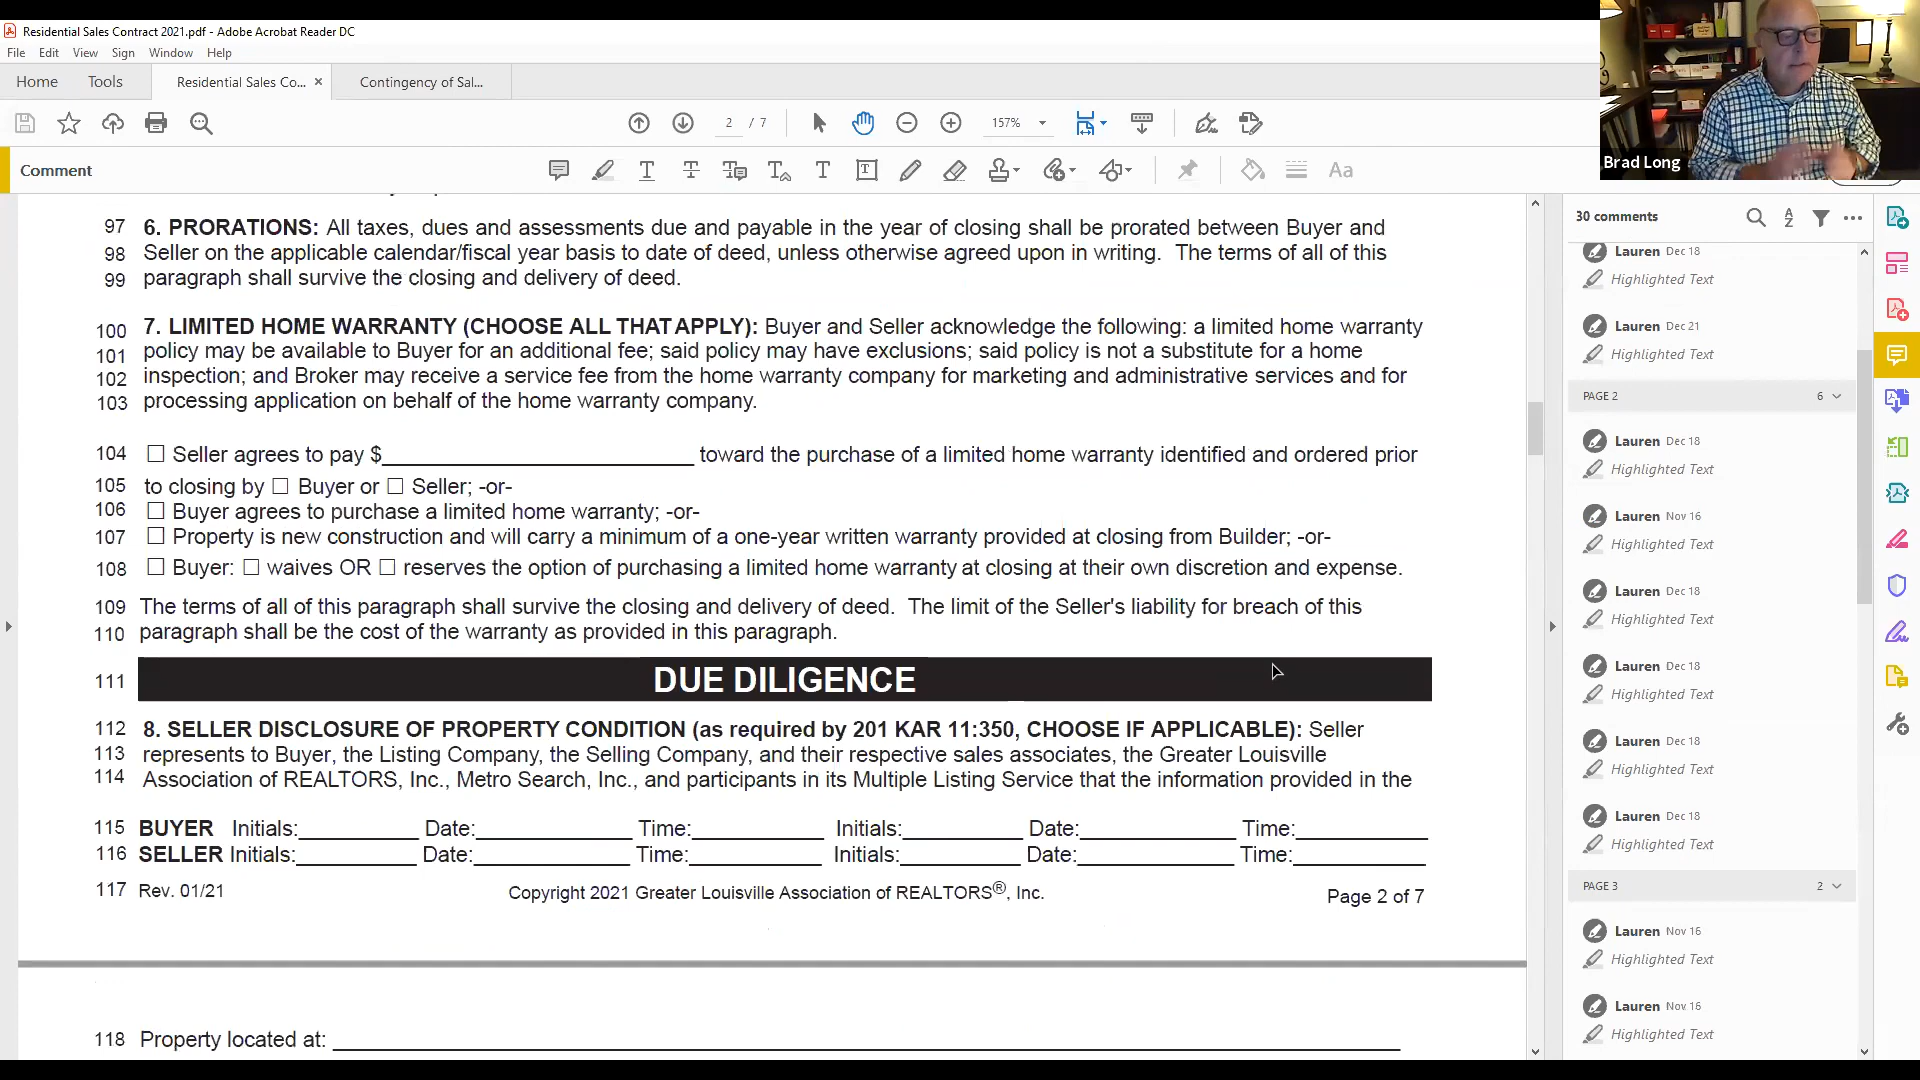 Residential Sales Contract 2021.pdf - Adobe Acrobat Reader DC
File Edit View Sign Window Help
Home Tools Residential Sales Co... × Contingency of Sal...
2 / 7 157%
Comment
Brad Long
97 6. PRORATIONS: All taxes, dues and assessments due and payable in the year of closing shall be prorated between Buyer and
98 Seller on the applicable calendar/fiscal year basis to date of deed, unless otherwise agreed upon in writing. The terms of all of this
99 paragraph shall survive the closing and delivery of deed.
100 7. LIMITED HOME WARRANTY (CHOOSE ALL THAT APPLY): Buyer and Seller acknowledge the following: a limited home warranty
101 policy may be available to Buyer for an additional fee; said policy may have exclusions; said policy is not a substitute for a home
102 inspection; and Broker may receive a service fee from the home warranty company for marketing and administrative services and for
103 processing application on behalf of the home warranty company.
104 ☐ Seller agrees to pay $__________ toward the purchase of a limited home warranty identified and ordered prior
105 to closing by ☐ Buyer or ☐ Seller; -or-
106 ☐ Buyer agrees to purchase a limited home warranty; -or-
107 ☐ Property is new construction and will carry a minimum of a one-year written warranty provided at closing from Builder; -or-
108 ☐ Buyer: ☐ waives OR ☐ reserves the option of purchasing a limited home warranty at closing at their own discretion and expense.
109 The terms of all of this paragraph shall survive the closing and delivery of deed. The limit of the Seller's liability for breach of this
110 paragraph shall be the cost of the warranty as provided in this paragraph.
111 DUE DILIGENCE
112 8. SELLER DISCLOSURE OF PROPERTY CONDITION (as required by 201 KAR 11:350, CHOOSE IF APPLICABLE): Seller
113 represents to Buyer, the Listing Company, the Selling Company, and their respective sales associates, the Greater Louisville
114 Association of REALTORS, Inc., Metro Search, Inc., and participants in its Multiple Listing Service that the information provided in the
115 BUYER Initials:__________ Date:__________ Time:__________ Initials:__________ Date:__________ Time:__________
116 SELLER Initials:__________ Date:__________ Time:__________ Initials:__________ Date:__________ Time:__________
117 Rev. 01/21 Copyright 2021 Greater Louisville Association of REALTORS®, Inc. Page 2 of 7
118 Property located at: __________
30 comments
Lauren Dec 18
Highlighted Text
Lauren Dec 21
Highlighted Text
PAGE 2 6
Lauren Dec 18
Highlighted Text
Lauren Nov 16
Highlighted Text
Lauren Dec 18
Highlighted Text
Lauren Dec 18
Highlighted Text
Lauren Dec 18
Highlighted Text
Lauren Dec 18
Highlighted Text
PAGE 3 2
Lauren Nov 16
Highlighted Text
Lauren Nov 16
Highlighted Text